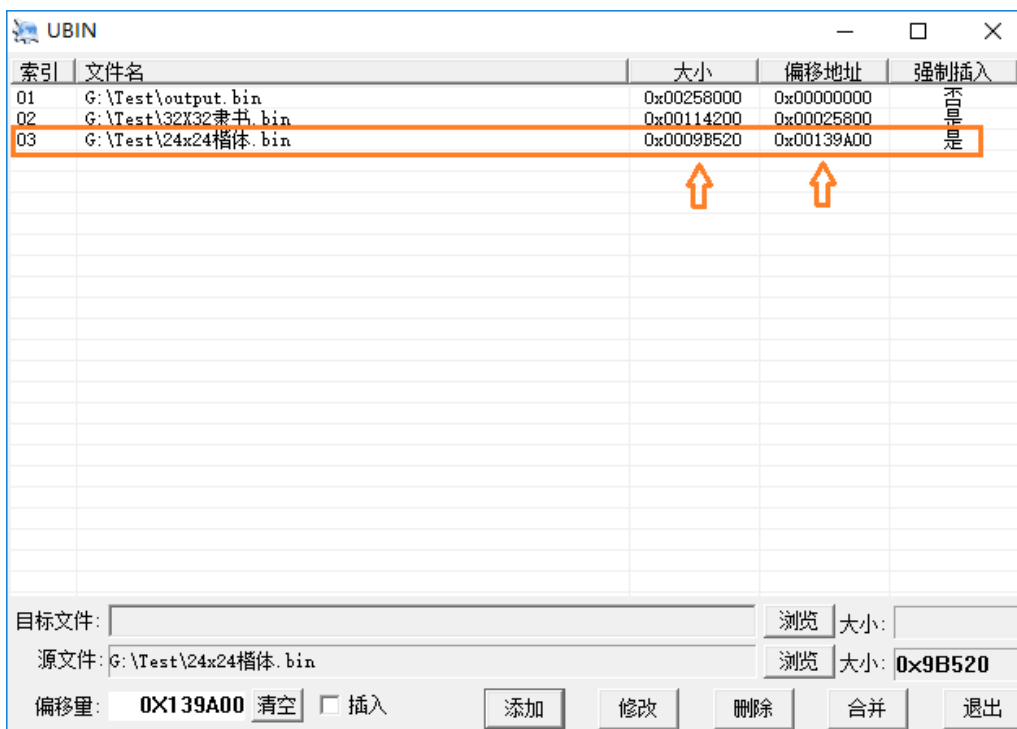 UBIN
索引 文件名 大小 偏移地址 强制插入
01 G:\Test\output.bin 0x00258000 0x00000000 否
02 G:\Test\32X32隶书.bin 0x00114200 0x00025800 是
03 G:\Test\24x24楷体.bin 0x0009B520 0x00139A00 是
目标文件: 浏览 大小:
源文件: G:\Test\24x24楷体.bin 浏览 大小: 0x9B520
偏移量: 0X139A00 清空 插入 添加 修改 删除 合并 退出